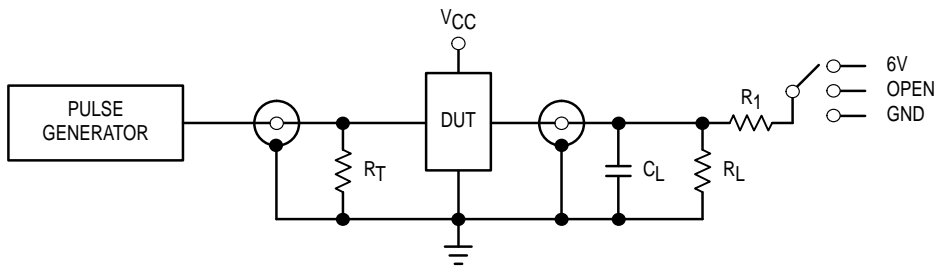 VCC
PULSE
GENERATOR
DUT
RT
CL
RL
R1
6V
OPEN
GND